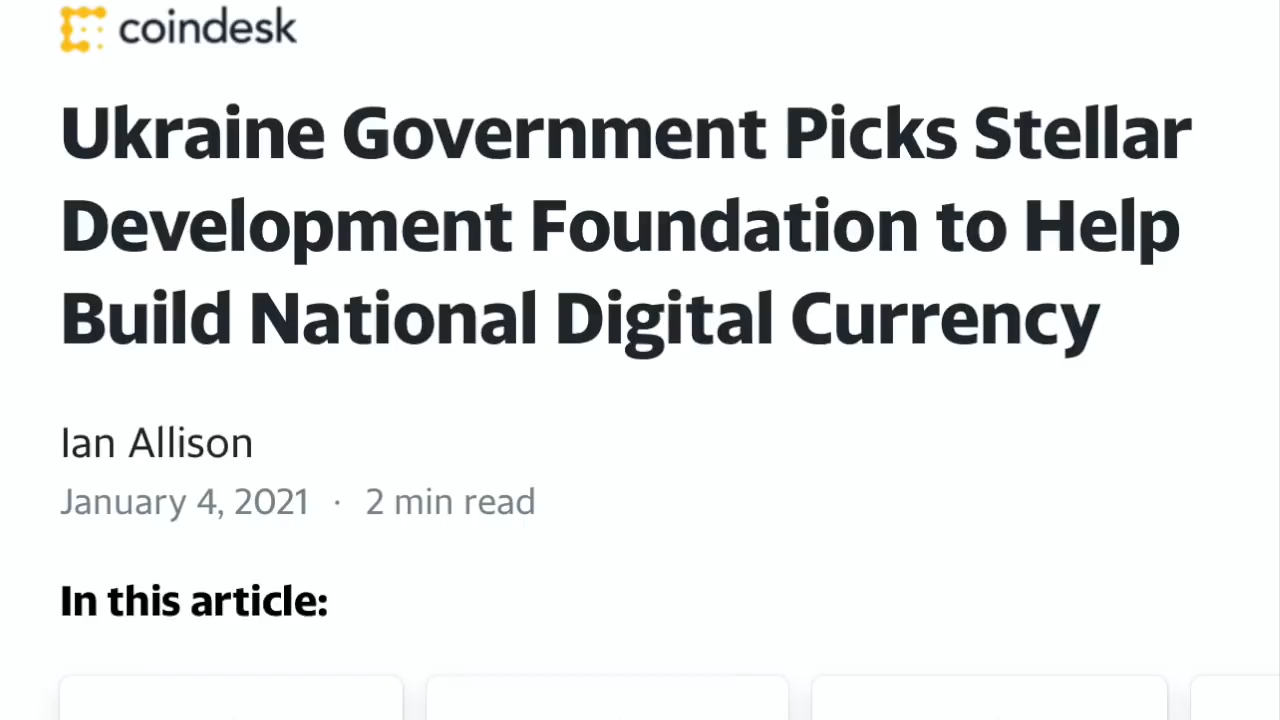 coindesk
Ukraine Government Picks Stellar
Development Foundation to Help
Build National Digital Currency
Ian Allison
January 4, 2021 · 2 min read
In this article: